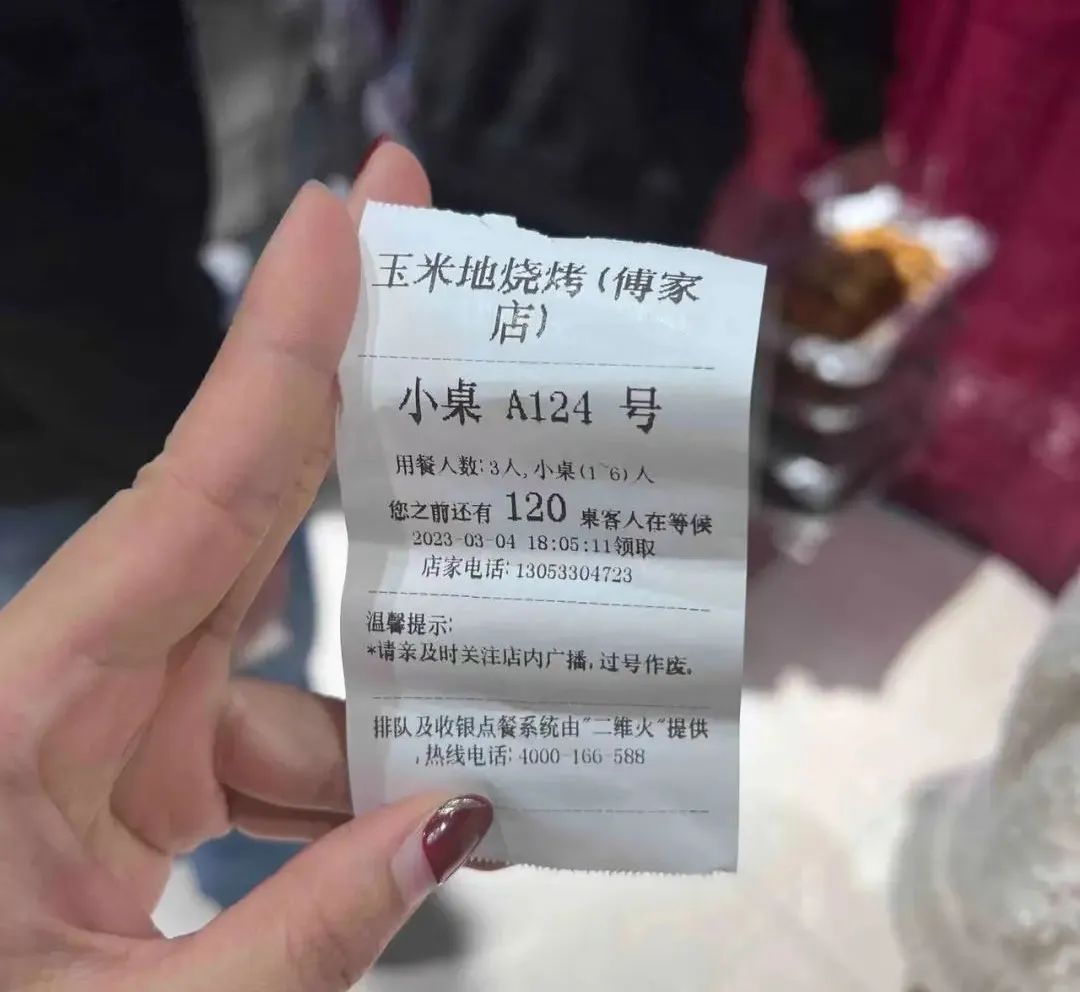 玉米地烧烤(傅家
店)
小桌 A124 号
用餐人数:3人,小桌(1~6)人
您之前还有 120 桌客人在等候
2023-03-04 18:05:11领取
店家电话:13053304723
温馨提示:
*请亲及时关注店内广播,过号作废。
排队及收银点餐系统由"二维火"提供
,热线电话:4000-166-588